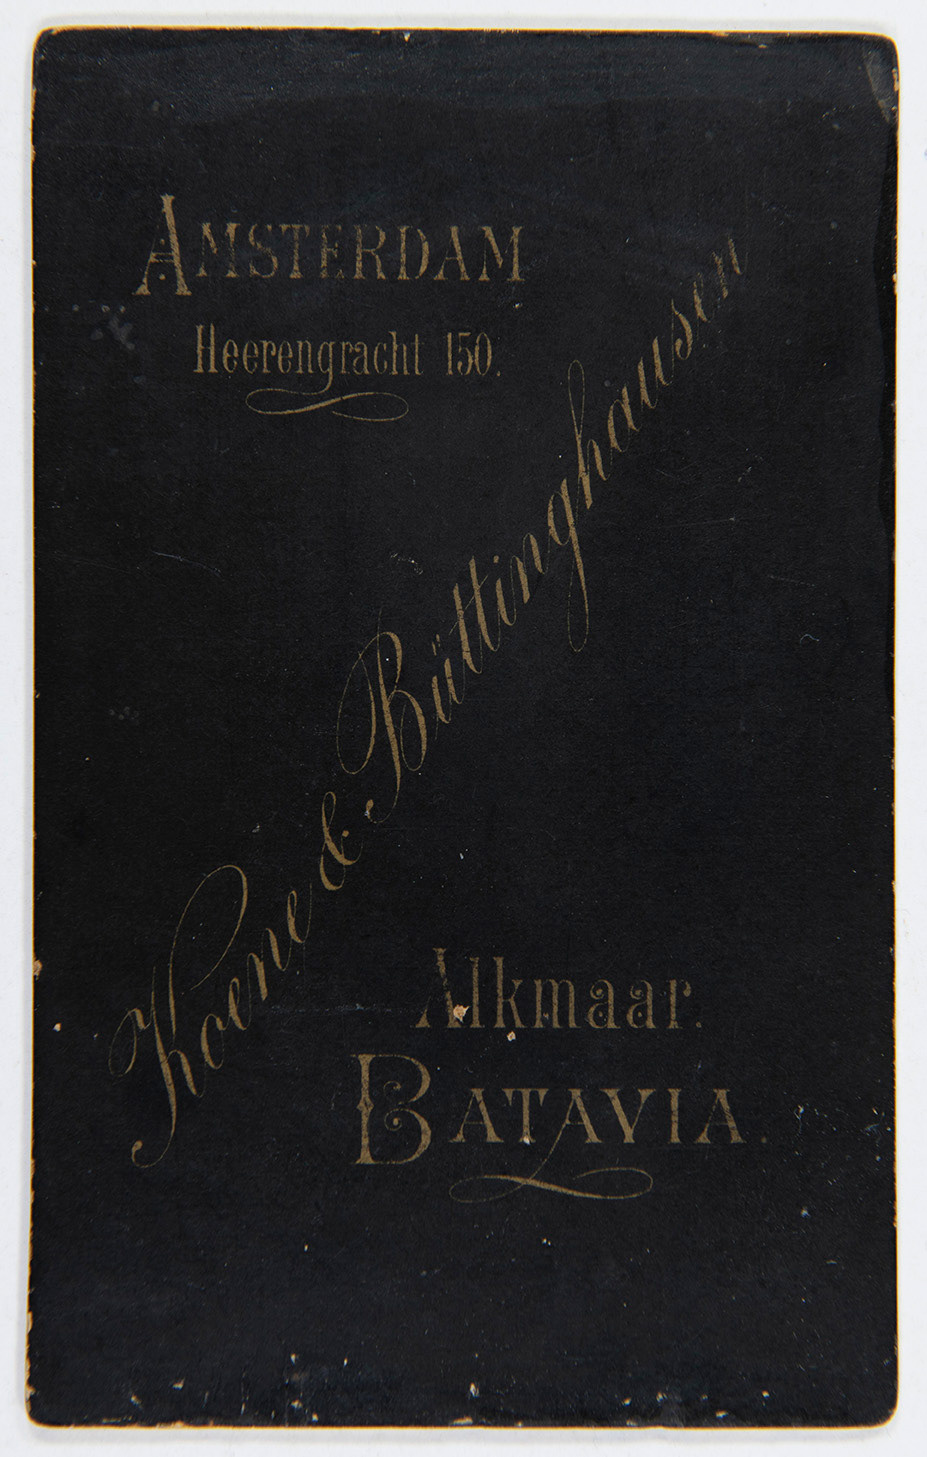 AMSTERDAM
Heerengracht 150.
Koene & Büttinghausen
Alkmaar.
BATAVIA.